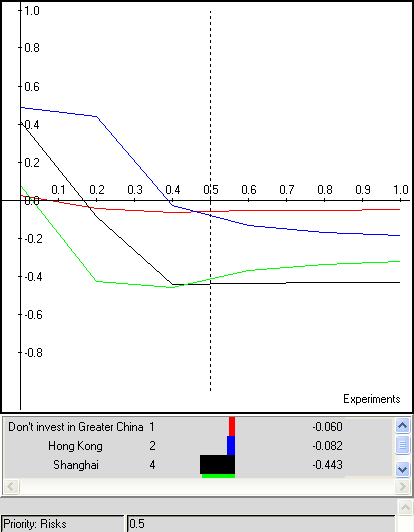 1.0
0.8
0.6
0.4
0.2
0.1 0.2 0.3 0.4 0.5 0.6 0.7 0.8 0.9 1.0
0.0
-0.2
-0.4
-0.6
-0.8
Experiments
Don't invest in Greater China 1 -0.060
Hong Kong 2 -0.082
Shanghai 4 -0.443
Priority: Risks 0.5